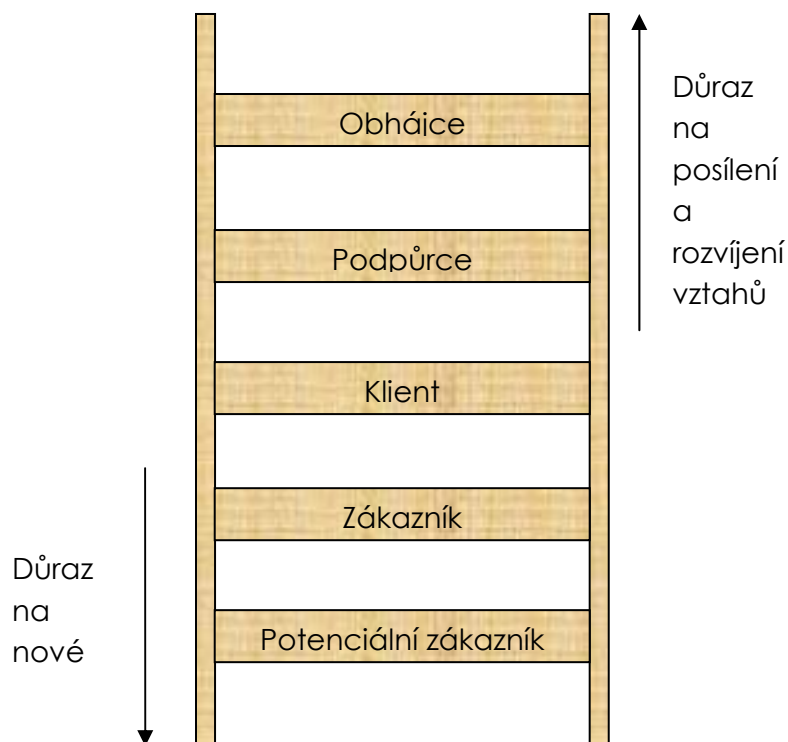 Obhájce
Podpůrce
Klient
Zákazník
Potenciální zákazník
Důraz
na
posílení
a
rozvíjení
vztahů
Důraz
na
nové